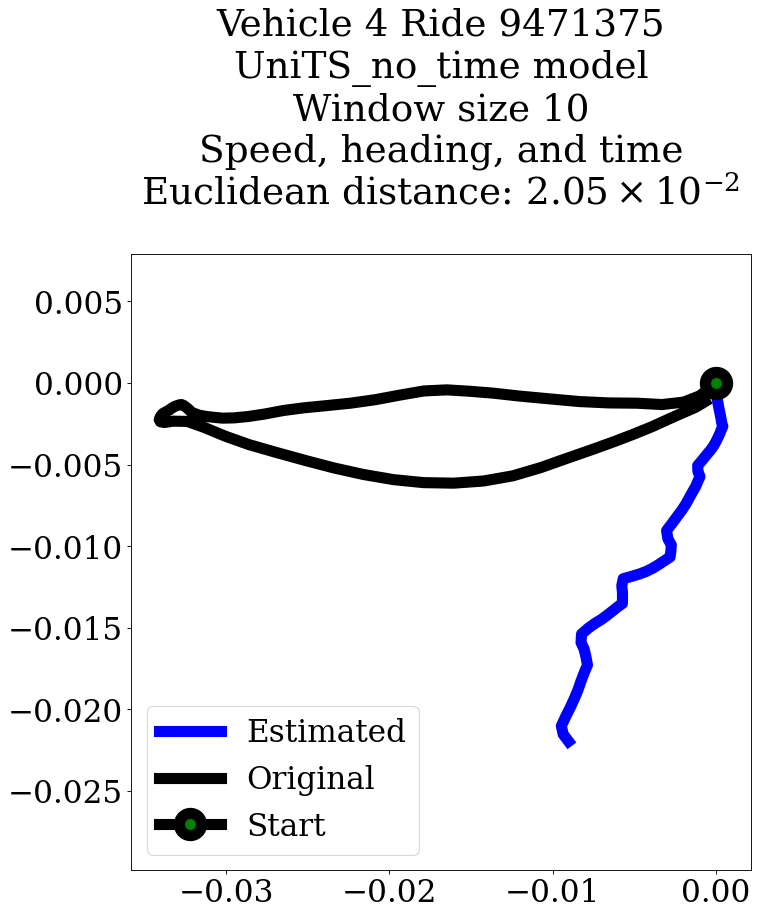 Vehicle 4 Ride 9471375
UniTS_no_time model
Window size 10
Speed, heading, and time
Euclidean distance: 2.05 × 10⁻²
0.005
0.000
−0.005
−0.010
−0.015
−0.020
−0.025
Estimated
Original
Start
−0.03
−0.02
−0.01
0.00